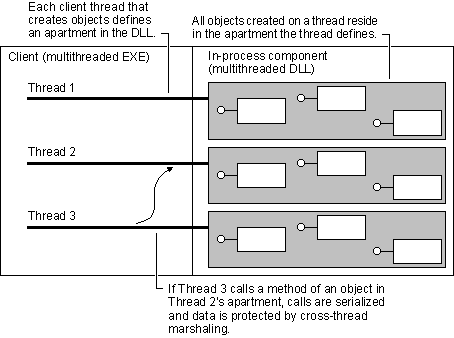 Each client thread that
creates objects defines
an apartment in the DLL.
All objects created on a thread reside
in the apartment the thread defines.
Client (multithreaded EXE)
In-process component
(multithreaded DLL)
Thread 1
Thread 2
Thread 3
If Thread 3 calls a method of an object in
Thread 2's apartment, calls are serialized
and data is protected by cross-thread
marshaling.